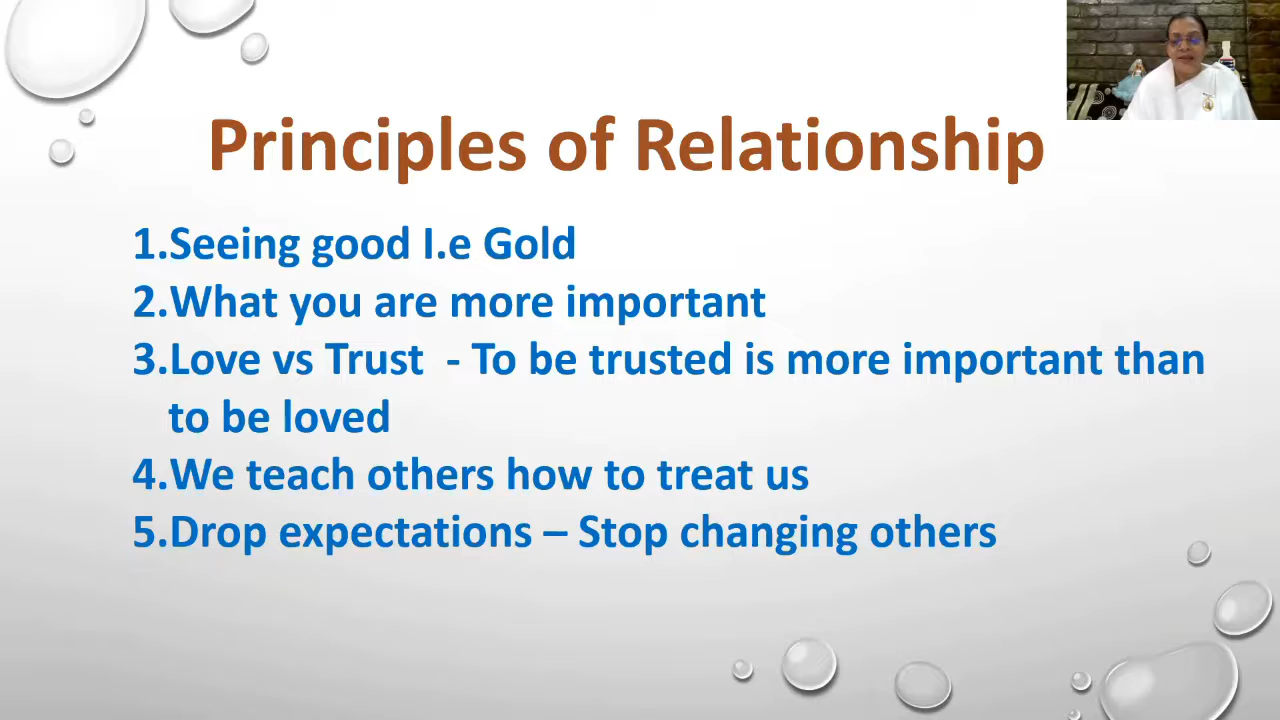 Principles of Relationship
1.Seeing good I.e Gold
2.What you are more important
3.Love vs Trust - To be trusted is more important than
to be loved
4.We teach others how to treat us
5.Drop expectations – Stop changing others